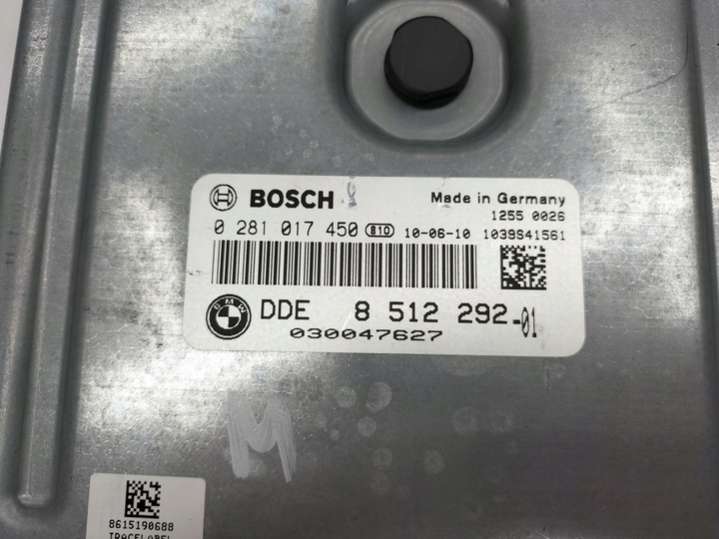 BOSCH Made in Germany
1255 0026
0 281 017 450 810 10-06-10 1039S41561
BMW DDE 8 512 292-01
030047627
M
8615190688
TRACELABEL